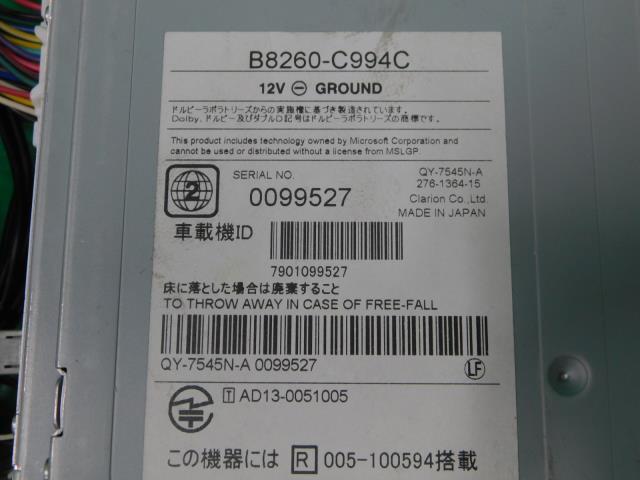 B8260-C994C
12V ⊖ GROUND
ドルビーラボラトリーズからの実施権に基づき製造されています。
Dolby、ドルビー及びダブルD記号はドルビーラボラトリーズの商標です。
This product includes technology owned by Microsoft Corporation and
cannot be used or distributed without a license from MSLGP.
2
SERIAL NO.
0099527
QY-7545N-A
276-1364-15
Clarion Co.,Ltd.
MADE IN JAPAN
車載機ID
7901099527
床に落とした場合は廃棄すること
TO THROW AWAY IN CASE OF FREE-FALL
QY-7545N-A 0099527
LF
T AD13-0051005
この機器には R 005-100594搭載